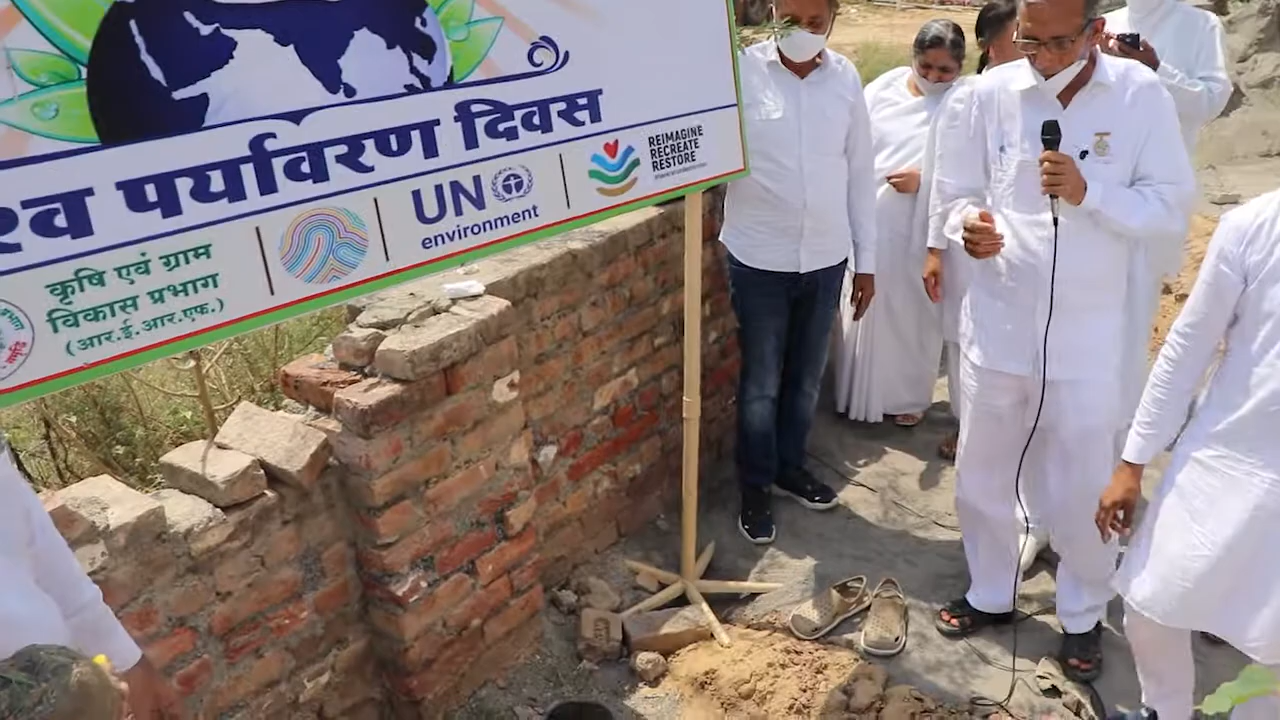 पर्यावरण दिवस
कृषि एवं ग्राम
विकास प्रभाग
(आर.ई.आर.एफ.)
UN
environment
REIMAGINE
RECREATE
RESTORE